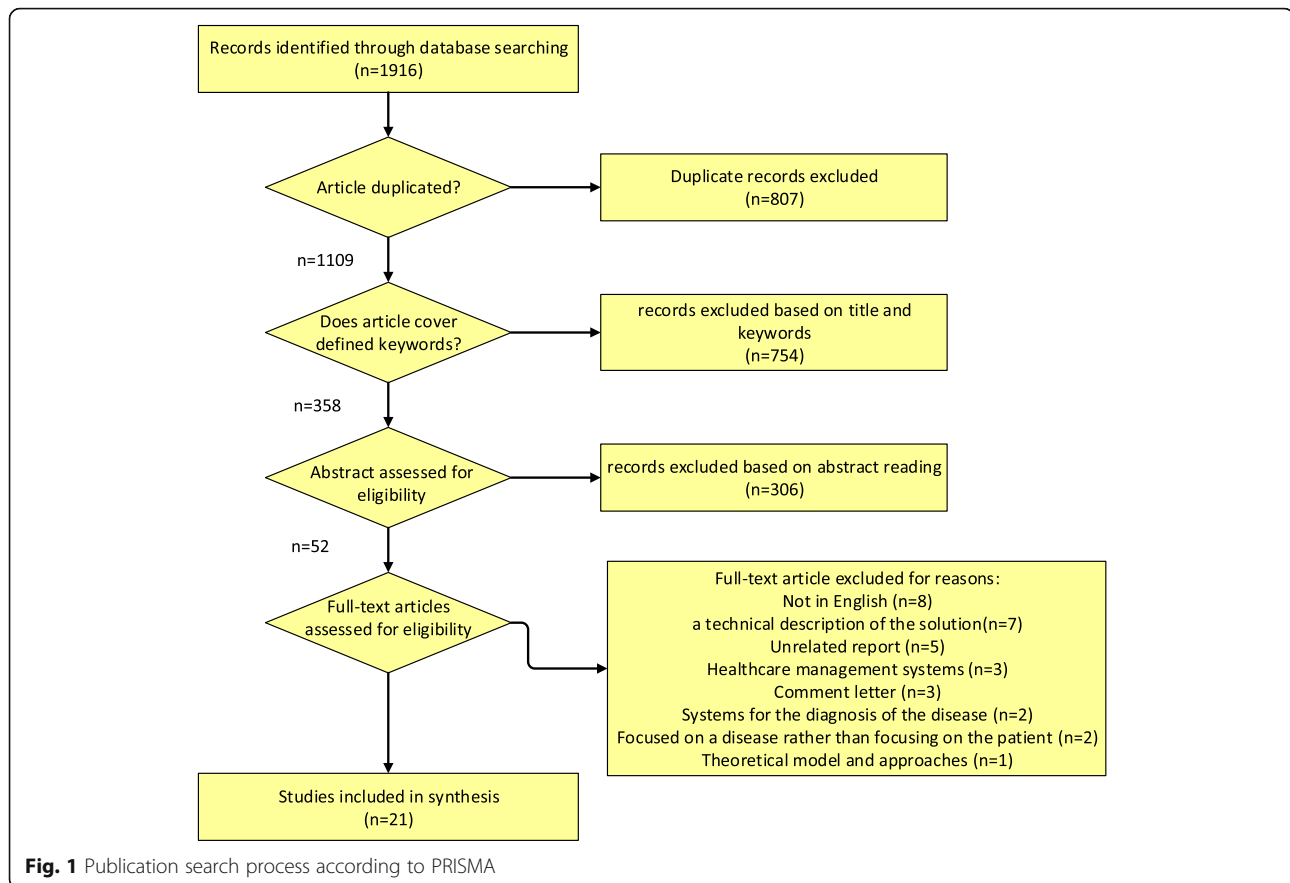 Records identified through database searching
(n=1916)
Article duplicated?
Duplicate records excluded
(n=807)
n=1109
Does article cover
defined keywords?
records excluded based on title and
keywords
(n=754)
n=358
Abstract assessed for
eligibility
records excluded based on abstract reading
(n=306)
n=52
Full-text articles
assessed for eligibility
Full-text article excluded for reasons:
Not in English (n=8)
a technical description of the solution(n=7)
Unrelated report (n=5)
Healthcare management systems (n=3)
Comment letter (n=3)
Systems for the diagnosis of the disease (n=2)
Focused on a disease rather than focusing on the patient (n=2)
Theoretical model and approaches (n=1)
Studies included in synthesis
(n=21)
Fig. 1 Publication search process according to PRISMA